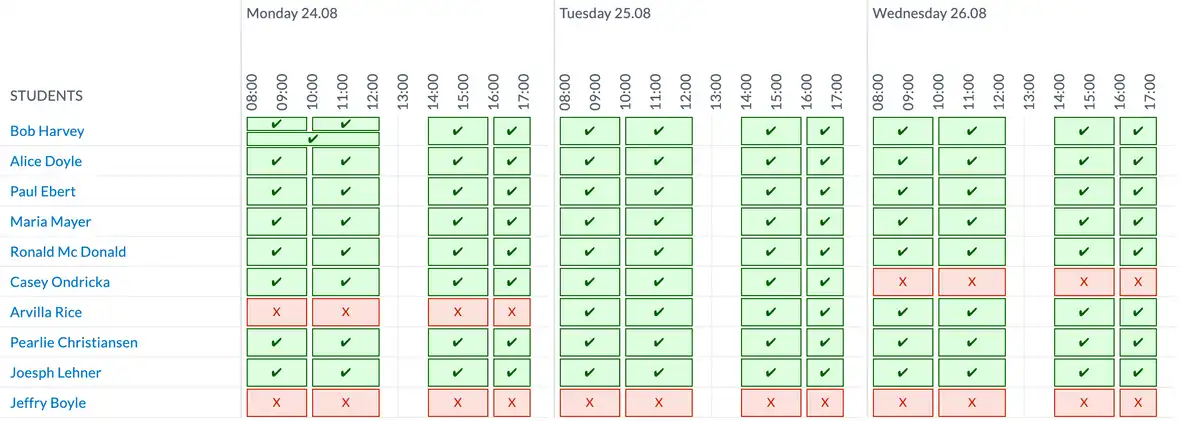 Monday 24.08 Tuesday 25.08 Wednesday 26.08
STUDENTS 08:00 09:00 10:00 11:00 12:00 13:00 14:00 15:00 16:00 17:00 08:00 09:00 10:00 11:00 12:00 13:00 14:00 15:00 16:00 17:00 08:00 09:00 10:00 11:00 12:00 13:00 14:00 15:00 16:00 17:00
Bob Harvey ✔ ✔ ✔ ✔ ✔ ✔ ✔ ✔ ✔ ✔ ✔ ✔ ✔
Alice Doyle ✔ ✔ ✔ ✔ ✔ ✔ ✔ ✔ ✔ ✔ ✔ ✔
Paul Ebert ✔ ✔ ✔ ✔ ✔ ✔ ✔ ✔ ✔ ✔ ✔ ✔
Maria Mayer ✔ ✔ ✔ ✔ ✔ ✔ ✔ ✔ ✔ ✔ ✔ ✔
Ronald Mc Donald ✔ ✔ ✔ ✔ ✔ ✔ ✔ ✔ ✔ ✔ ✔ ✔
Casey Ondricka ✔ ✔ ✔ ✔ ✔ ✔ ✔ ✔ X X X X
Arvilla Rice X X X X ✔ ✔ ✔ ✔ ✔ ✔ ✔ ✔
Pearlie Christiansen ✔ ✔ ✔ ✔ ✔ ✔ ✔ ✔ ✔ ✔ ✔ ✔
Joesph Lehner ✔ ✔ ✔ ✔ ✔ ✔ ✔ ✔ ✔ ✔ ✔ ✔
Jeffry Boyle X X X X X X X X X X X X